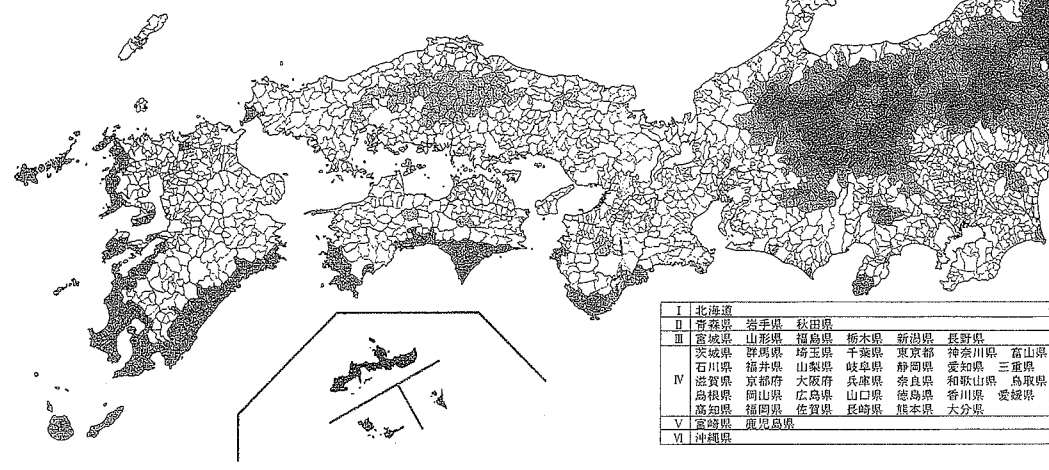 Ⅰ 北海道
Ⅱ 青森県 岩手県 秋田県
Ⅲ 宮城県 山形県 福島県 栃木県 新潟県 長野県
茨城県 群馬県 埼玉県 千葉県 東京都 神奈川県 富山県
石川県 福井県 山梨県 岐阜県 静岡県 愛知県 三重県
Ⅳ 滋賀県 京都府 大阪府 兵庫県 奈良県 和歌山県 鳥取県
島根県 岡山県 広島県 山口県 徳島県 香川県 愛媛県
高知県 福岡県 佐賀県 長崎県 熊本県 大分県
Ⅴ 宮崎県 鹿児島県
Ⅵ 沖縄県